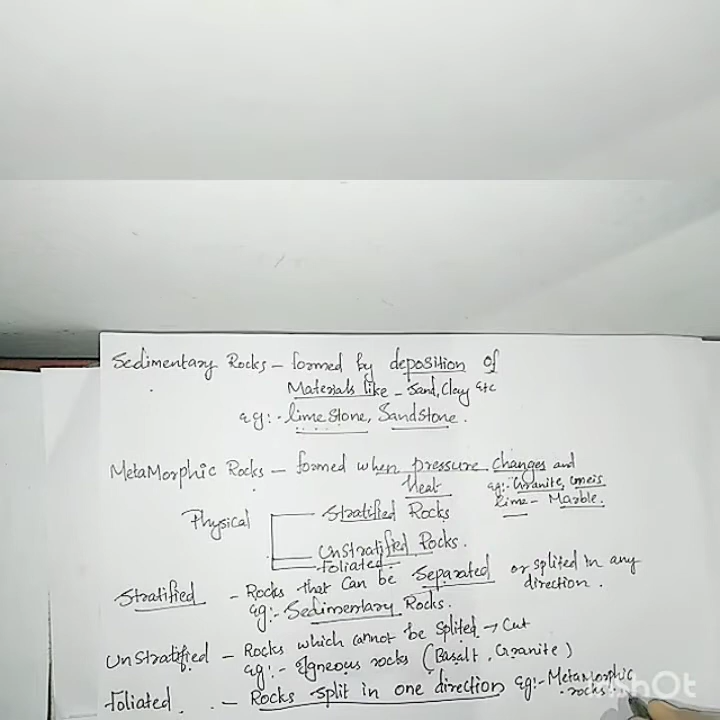 Sedimentary Rocks - formed by deposition of
Materials like - Sand, Clay etc
eg:- lime stone, Sandstone.
MetaMorphic Rocks - formed when pressure changes and
Heat
eg:- Granite, Gneis
lime - Marble.
Physical
Stratified Rocks
Unstratified Rocks.
Foliated -
Stratified - Rocks that Can be Separated or splited in any
direction.
eg:- Sedimentary Rocks.
Unstratified - Rocks which cannot be Splited → Cut
eg:- Igneous rocks (Basalt, Granite)
foliated. - Rocks split in one direction eg:- Metamorphic
rocks